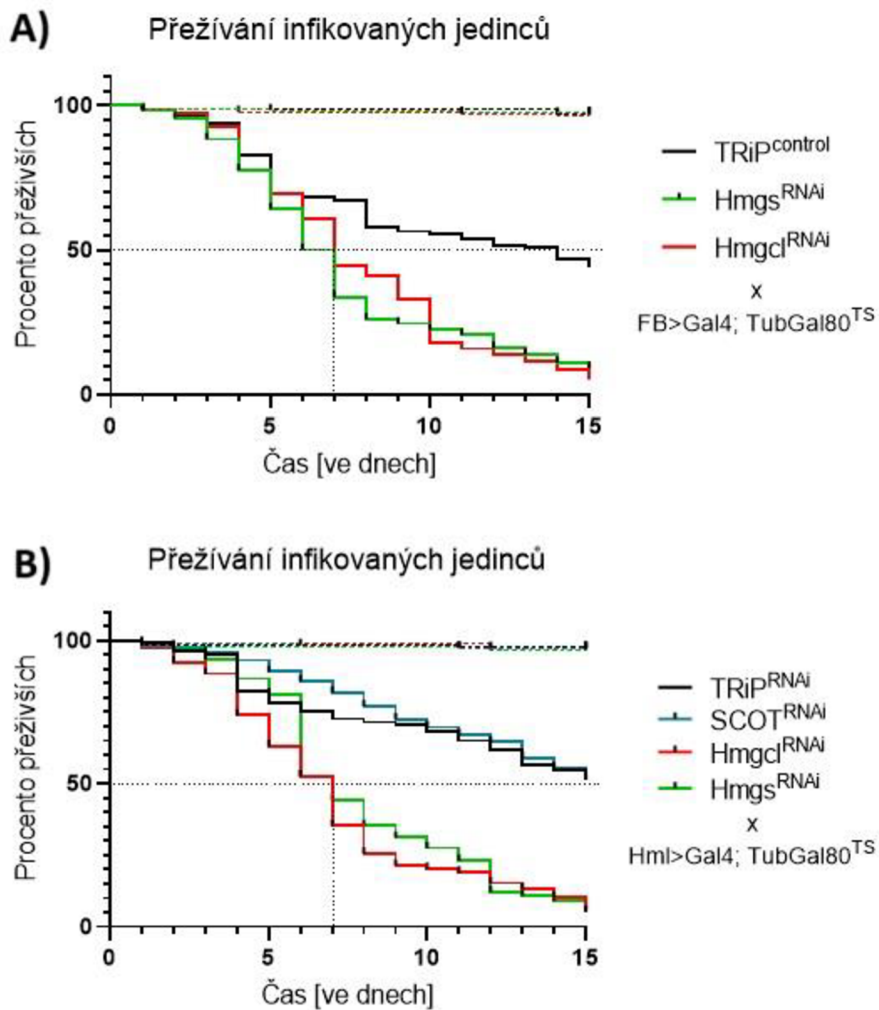 A)
Přežívání infikovaných jedinců
Procento přeživších
100
50
0
0 5 10 15
Čas [ve dnech]
TRiP^control
Hmgs^RNAi
Hmgcl^RNAi
x
FB>Gal4; TubGal80^TS
B)
Přežívání infikovaných jedinců
Procento přeživších
100
50
0
0 5 10 15
Čas [ve dnech]
TRiP^RNAi
SCOT^RNAi
Hmgcl^RNAi
Hmgs^RNAi
x
Hml>Gal4; TubGal80^TS